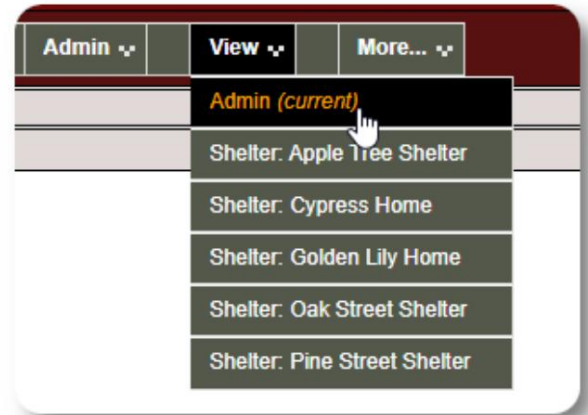 Admin View More...
Admin (current)
Shelter: Apple Tree Shelter
Shelter: Cypress Home
Shelter: Golden Lily Home
Shelter: Oak Street Shelter
Shelter: Pine Street Shelter